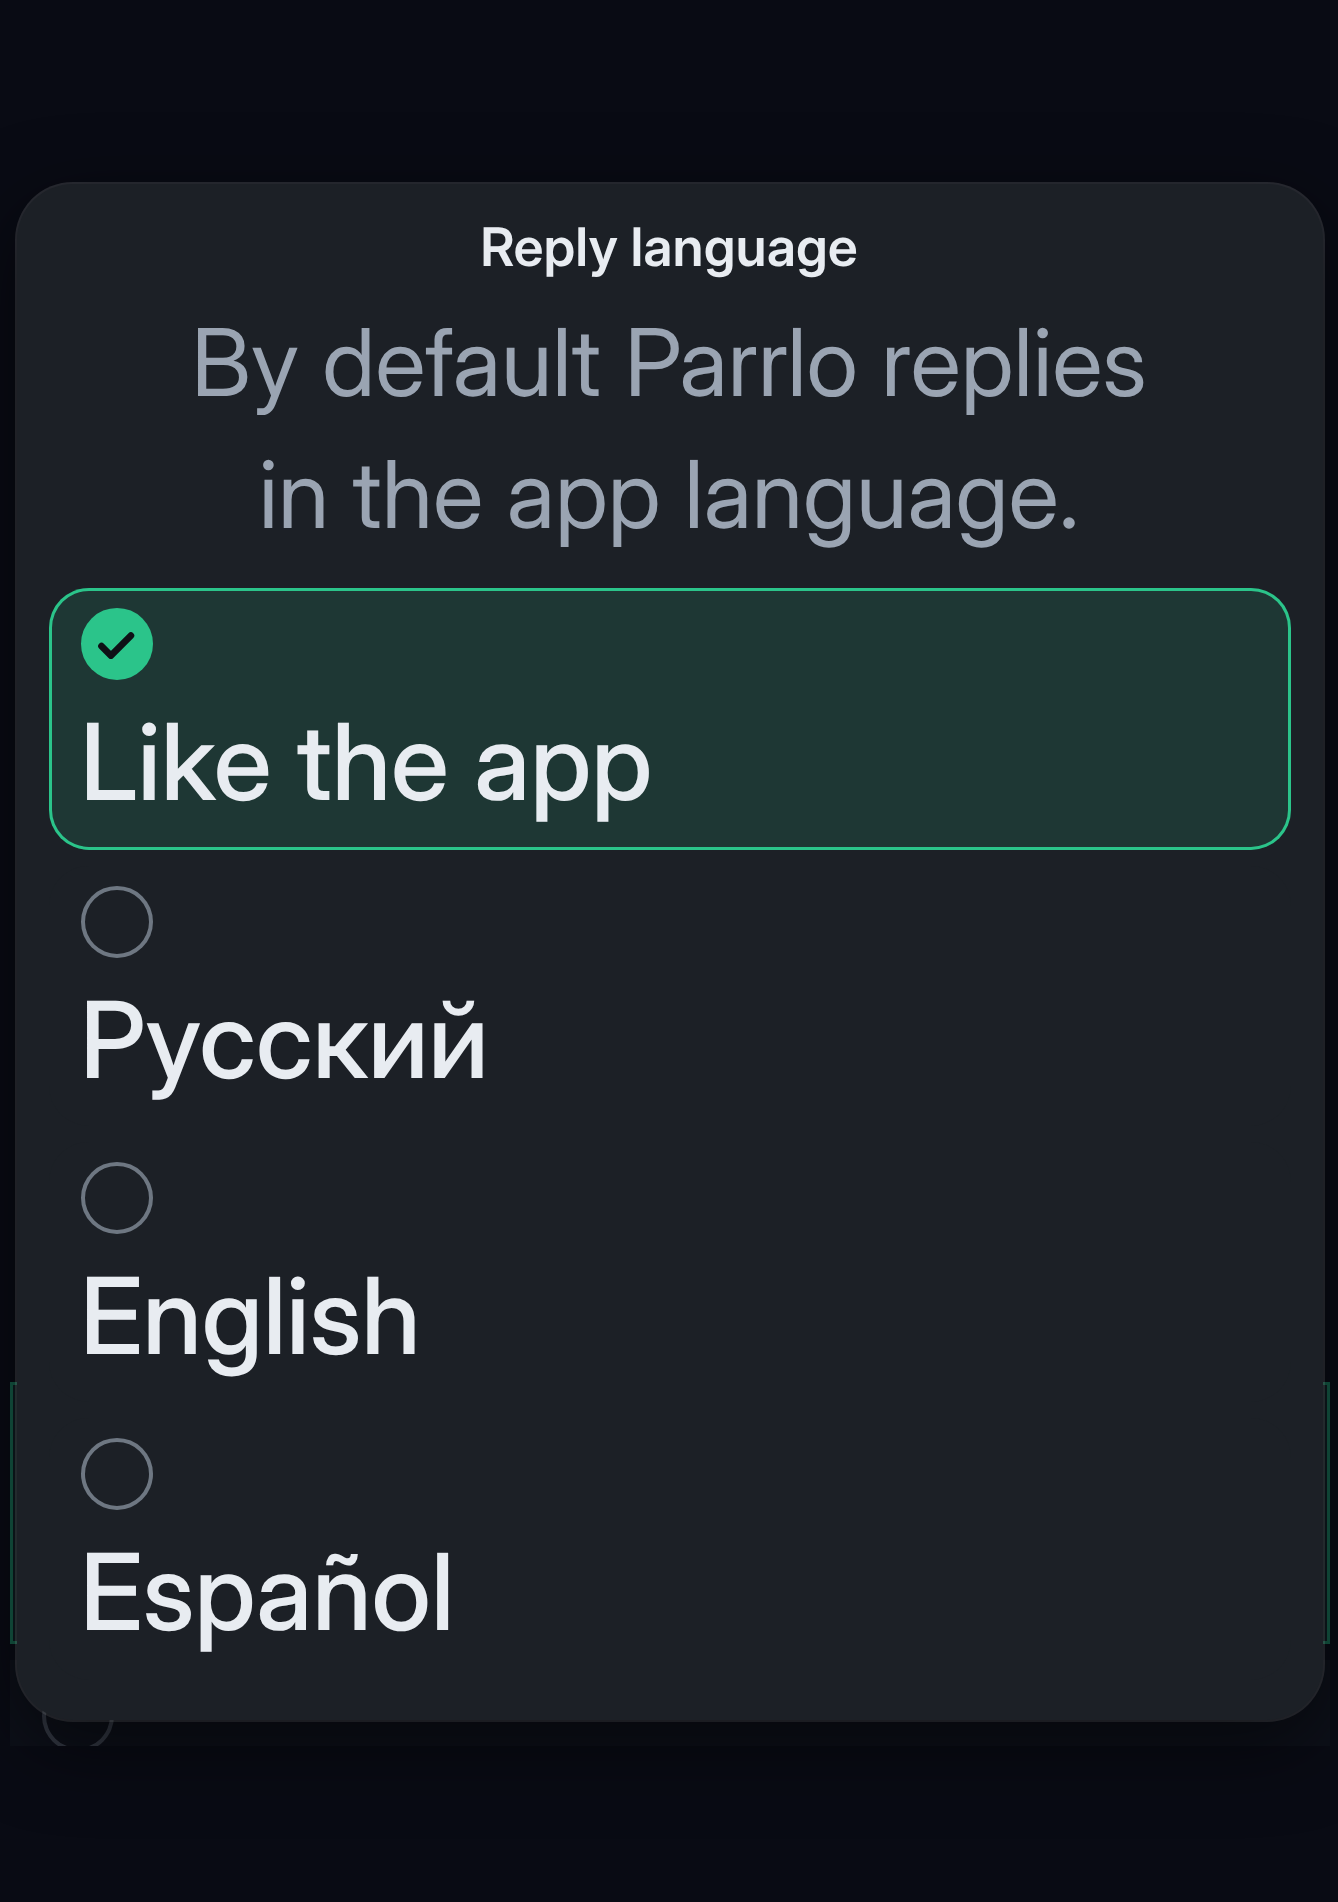 Reply language
By default Parrlo replies
in the app language.
Like the app
Русский
English
Español